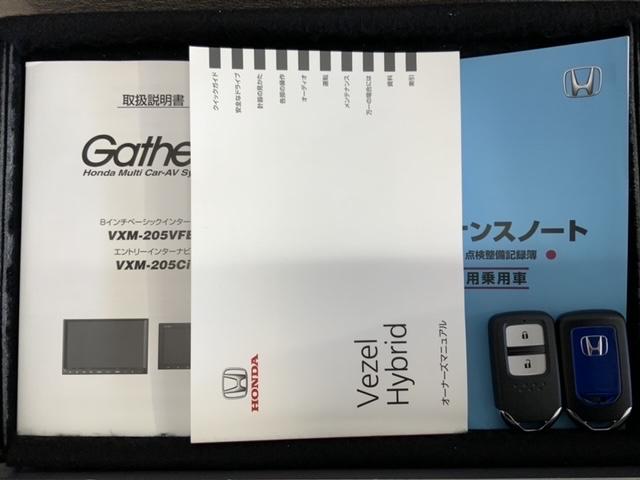 取扱説明書
Gathe
Honda Multi Car-AV Sy
8インチベーシックインター
VXM-205VFE
エントリーインターナビ
VXM-205Ci
クイックガイド
安全なドライブ
計器の見かた
各部の操作
オーディオ
運転
メンテナンス
万一の場合には
資料
索引
HONDA
Vezel
Hybrid
オーナーズマニュアル
ンスノート
点検整備記録簿
用乗用車